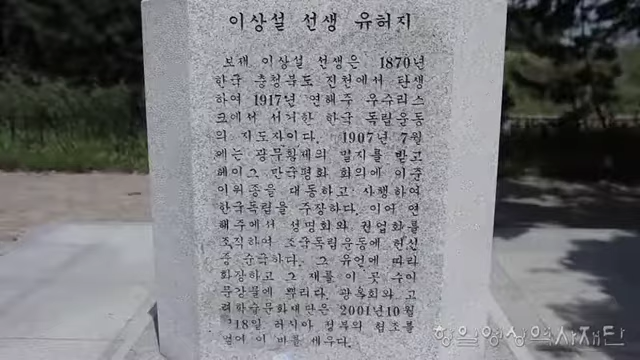 이상설 선생 유허지
보재 이상설 선생은 1870년
한국 충청북도 진천에서 탄생
하여 1917년 연해주 우수리스
크에서 서거한 한국 독립운동
의 지도자이다. 1907년 7월
에는 광무황제의 밀지를 받고
헤이그 만국평화 회의에 이준
이위종을 대동하고 사행하여
한국독립을 주장하다. 이어 연
해주에서 성명회와 권업회를
조직하여 조국독립운동에 헌신
중 순국하다. 그 유언에 따라
화장하고 그 재를 이 곳 수이
푼강물에 뿌리다. 광복회와 고
려학술문화재단은 2001년 10월
18일 러시아 정부의 협조를
얻어 이 비를 세우다.
항일영상역사재단